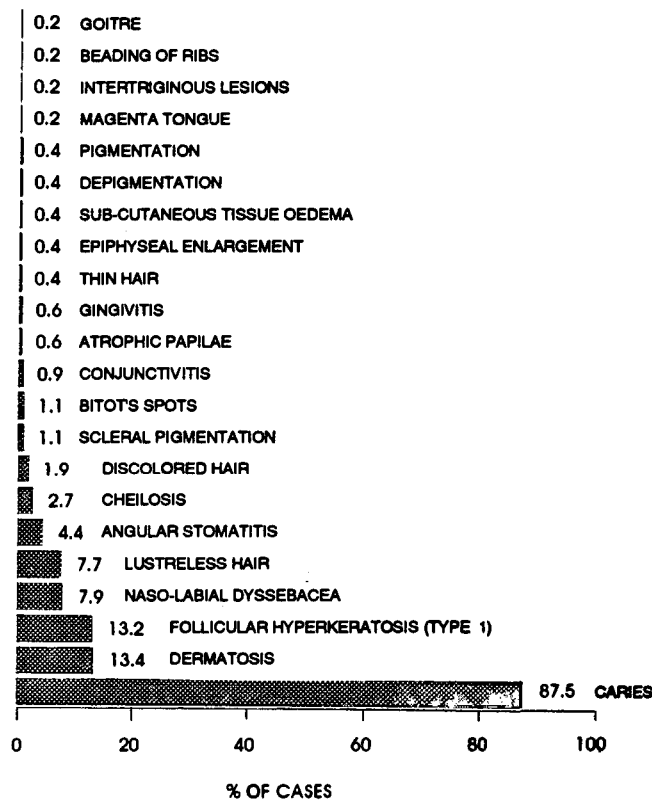 0.2 GOITRE
0.2 BEADING OF RIBS
0.2 INTERTRIGINOUS LESIONS
0.2 MAGENTA TONGUE
0.4 PIGMENTATION
0.4 DEPIGMENTATION
0.4 SUB-CUTANEOUS TISSUE OEDEMA
0.4 EPIPHYSEAL ENLARGEMENT
0.4 THIN HAIR
0.6 GINGIVITIS
0.6 ATROPHIC PAPILAE
0.9 CONJUNCTIVITIS
1.1 BITOT'S SPOTS
1.1 SCLERAL PIGMENTATION
1.9 DISCOLORED HAIR
2.7 CHEILOSIS
4.4 ANGULAR STOMATITIS
7.7 LUSTRELESS HAIR
7.9 NASO-LABIAL DYSSEBACEA
13.2 FOLLICULAR HYPERKERATOSIS (TYPE 1)
13.4 DERMATOSIS
87.5 CARIES
0 20 40 60 80 100
% OF CASES